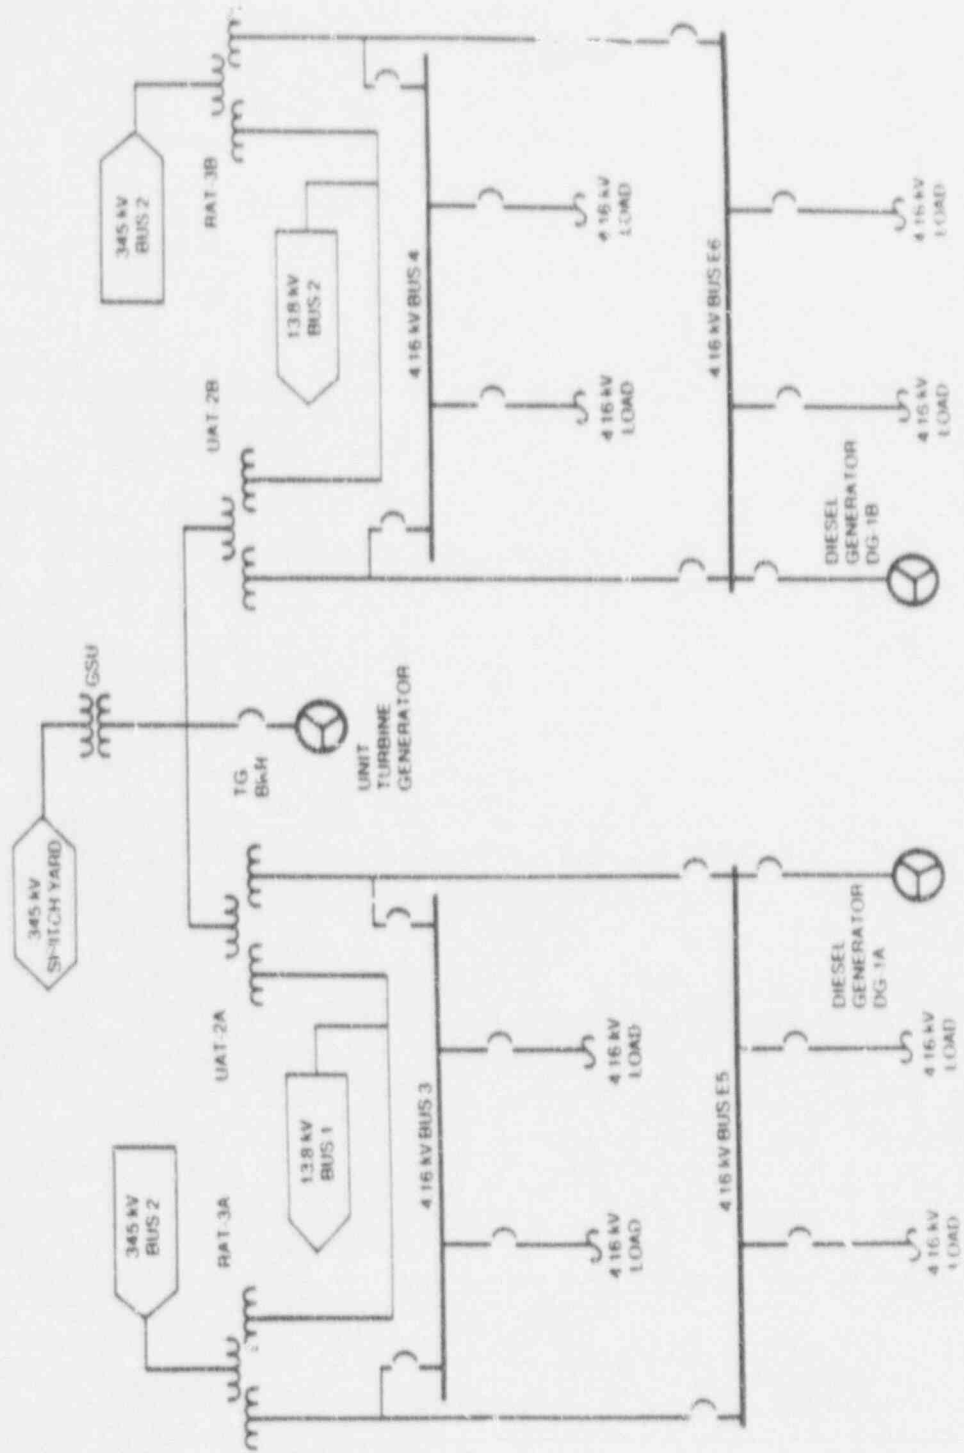 345 kV
SWITCH YARD
GSU
345 kV
BUS 2
RAT-3A
UAT-2A
TG
BKR
UNIT
TURBINE
GENERATOR
UAT-2B
RAT-3B
345 kV
BUS 2
13.8 kV
BUS 1
13.8 kV
BUS 2
4.16 kV BUS 3
4.16 kV BUS 4
4.16 kV
LOAD
4.16 kV
LOAD
4.16 kV
LOAD
4.16 kV
LOAD
4.16 kV BUS E5
4.16 kV BUS E6
4.16 kV
LOAD
4.16 kV
LOAD
DIESEL
GENERATOR
DG-1A
DIESEL
GENERATOR
DG-1B
4.16 kV
LOAD
4.16 kV
LOAD